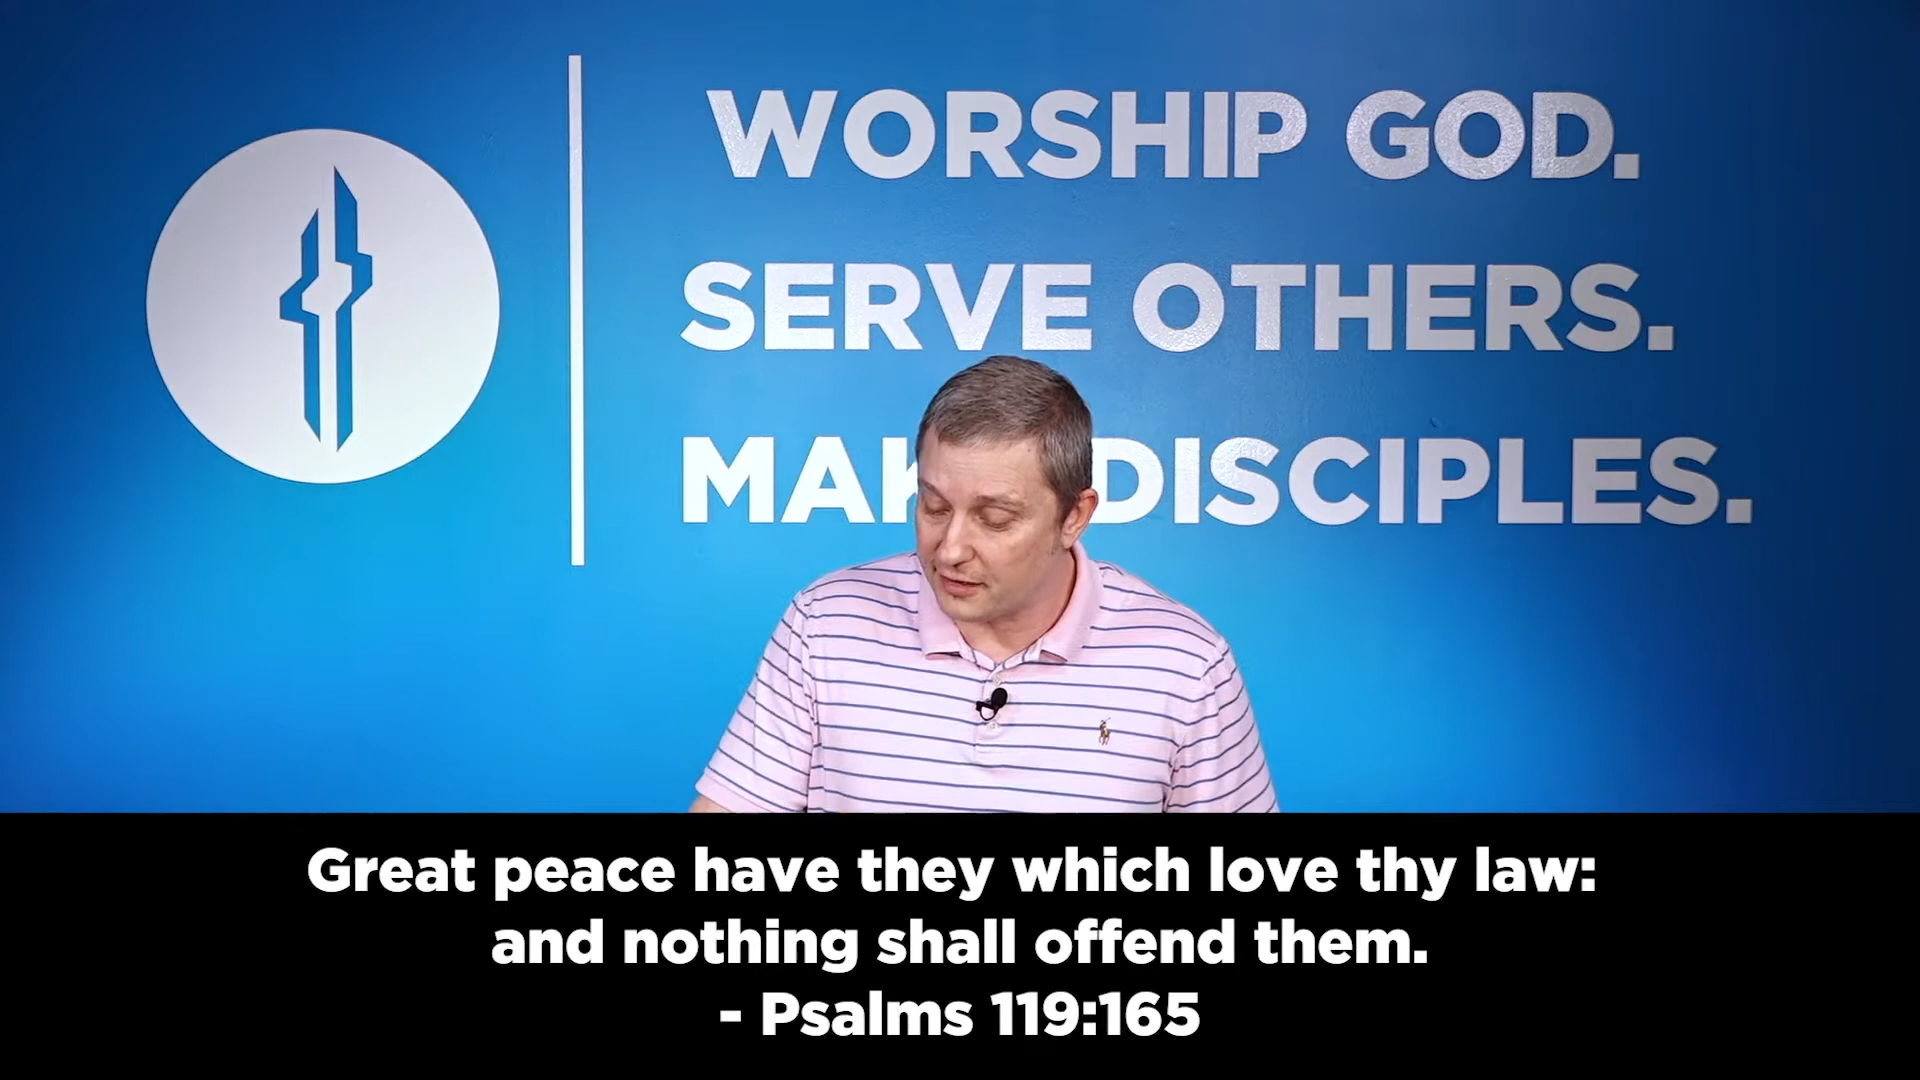 WORSHIP GOD.
SERVE OTHERS.
MAK DISCIPLES.
Great peace have they which love thy law:
and nothing shall offend them.
- Psalms 119:165